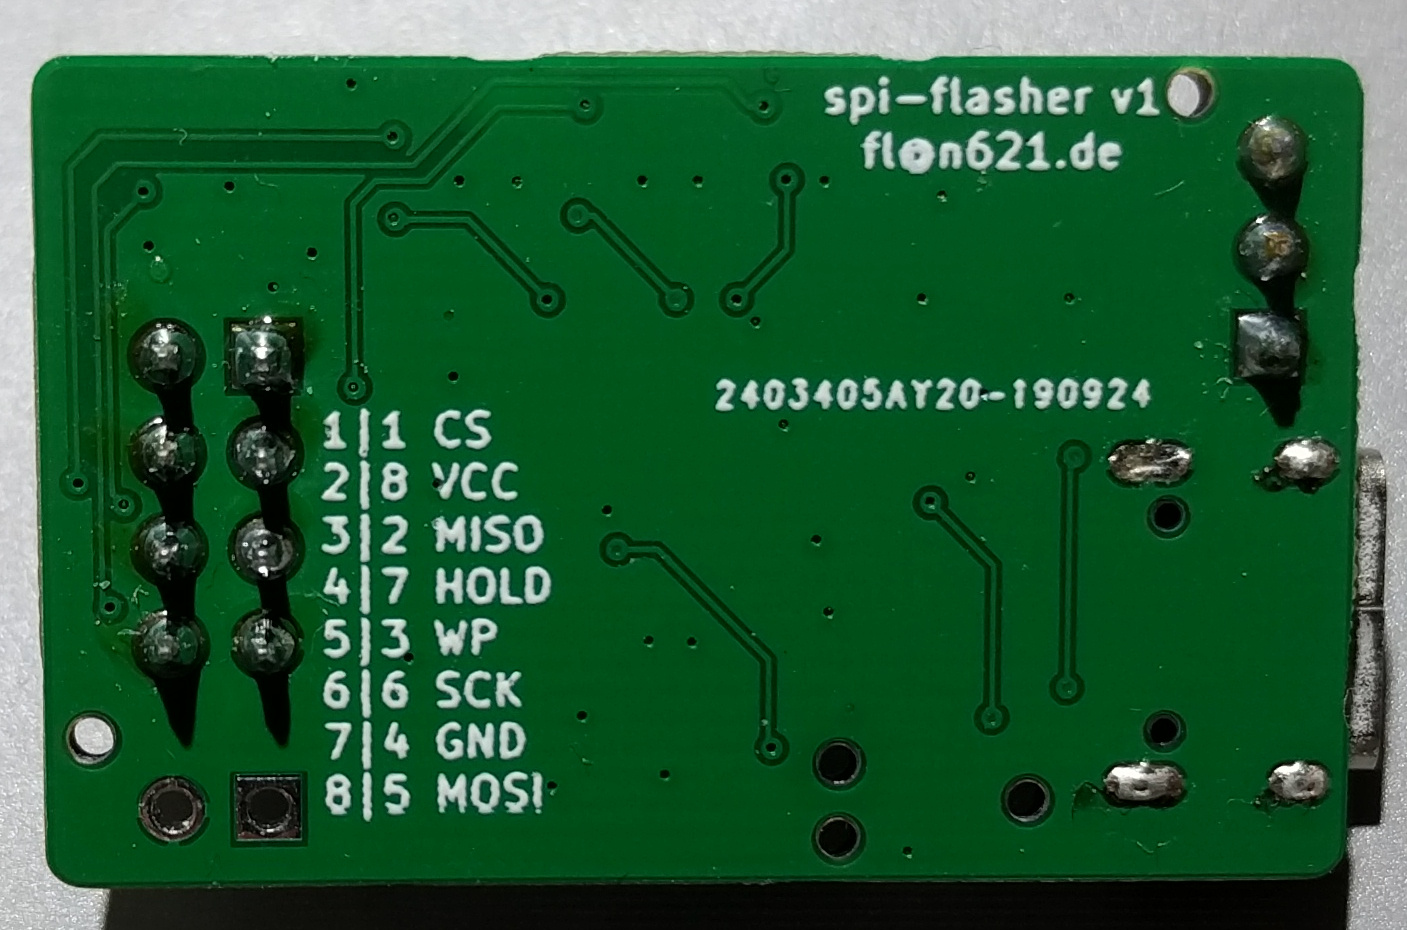 spi-flasher v1
fl@n621.de
2403405AY20-190924
1|1 CS
2|8 VCC
3|2 MISO
4|7 HOLD
5|3 WP
6|6 SCK
7|4 GND
8|5 MOSI